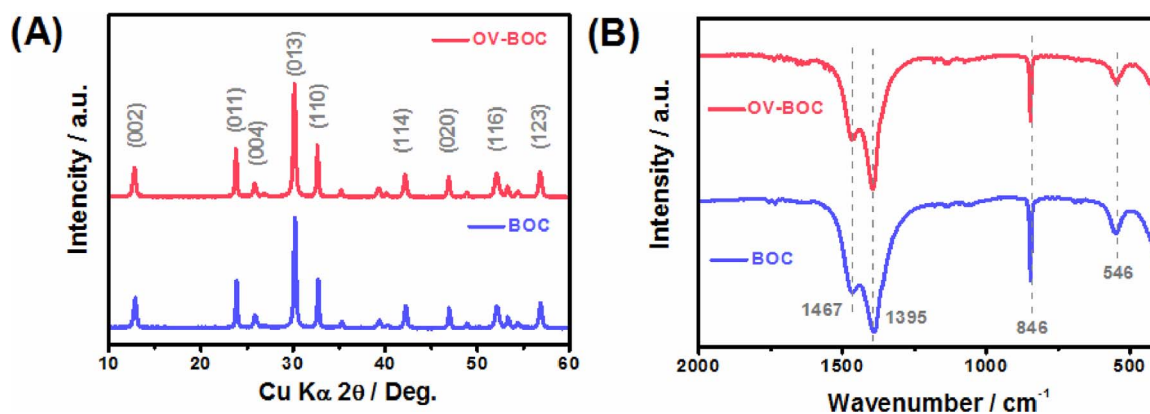 (A)
OV-BOC
(002)
(011)
(004)
(013)
(110)
(114)
(020)
(116)
(123)
BOC
Intencity / a.u.
10 20 30 40 50 60
Cu Kα 2θ / Deg.
(B)
OV-BOC
BOC
1467
1395
846
546
Intensity / a.u.
2000 1500 1000 500
Wavenumber / cm⁻¹